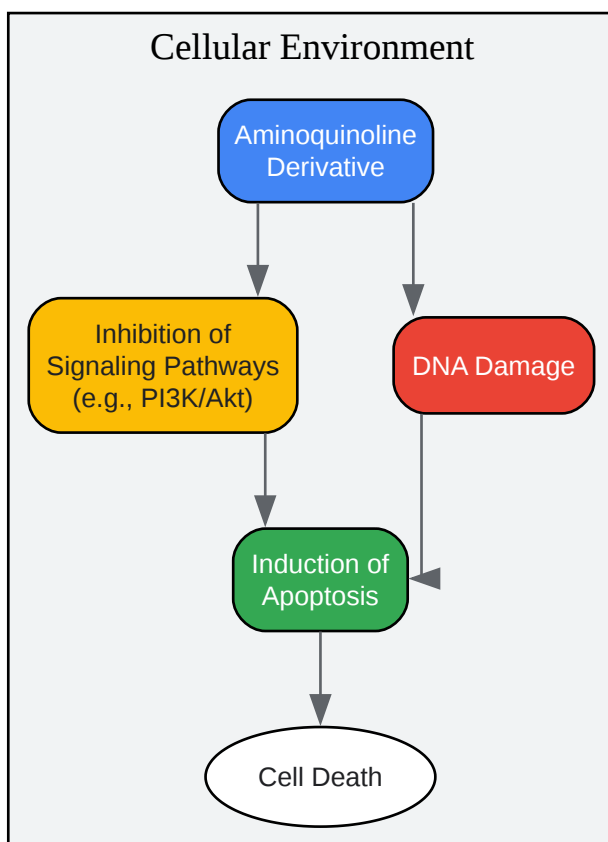 Cellular Environment
Aminoquinoline
Derivative
Inhibition of
Signaling Pathways
(e.g., PI3K/Akt)
DNA Damage
Induction of
Apoptosis
Cell Death